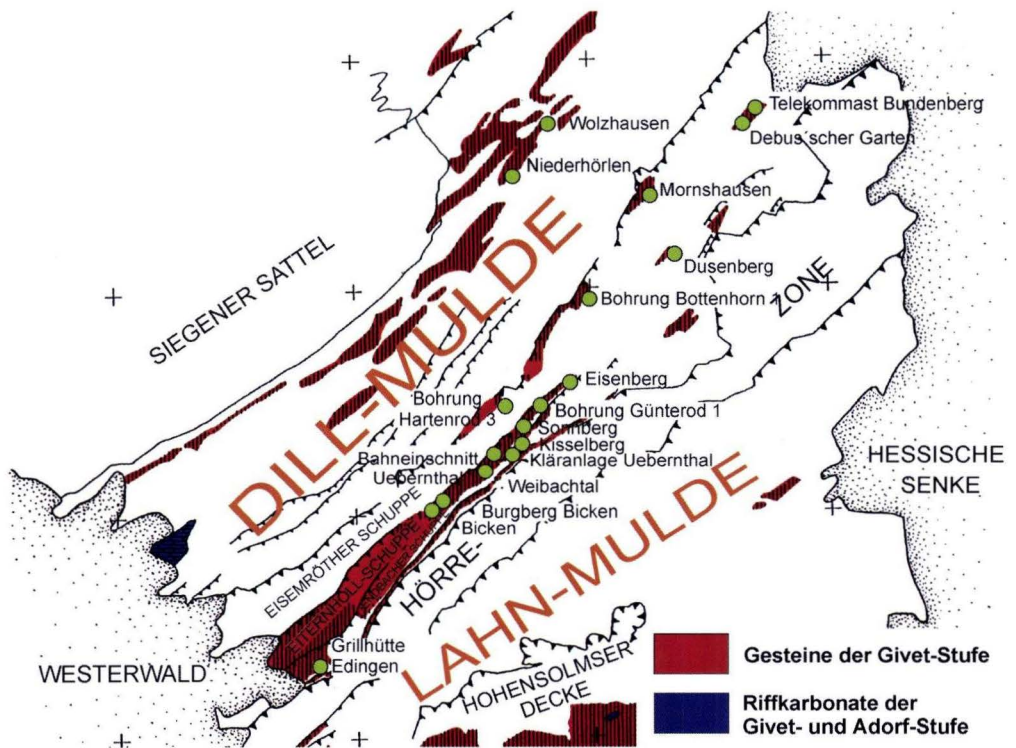 Telekommast Bundenberg
Debus´scher Garten
Wolzhausen
Niederhörlen
Mornshausen
SIEGENER SATTEL
DILL-MULDE
Dusenberg
Bohrung Bottenhorn
ZONE
Eisenberg
Bohrung
Hartenrod 3
Bohrung Günterod 1
Sonnberg
Kisselberg
Bahneinschnitt
Uebernthal
Kläranlage Uebernthal
Weibachtal
Burgberg Bicken
Bicken
HESSISCHE
SENKE
EISEMRÖTHER SCHUPPE
EITERNHÖLL-SCHUPPE
HÖRRE-
LAHN-MULDE
Grillhütte
Edingen
WESTERWALD
HOHENSOLMSER
DECKE
Gesteine der Givet-Stufe
Riffkarbonate der
Givet- und Adorf-Stufe